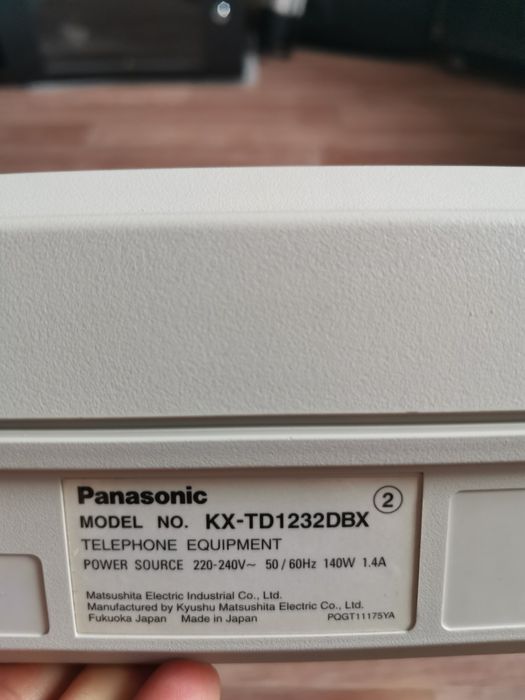 Panasonic ②
MODEL NO. KX-TD1232DBX
TELEPHONE EQUIPMENT
POWER SOURCE 220-240V~ 50/60Hz 140W 1.4A
Matsushita Electric Industrial Co., Ltd.
Manufactured by Kyushu Matsushita Electric Co., Ltd.
Fukuoka Japan Made in Japan PQGT11175YA